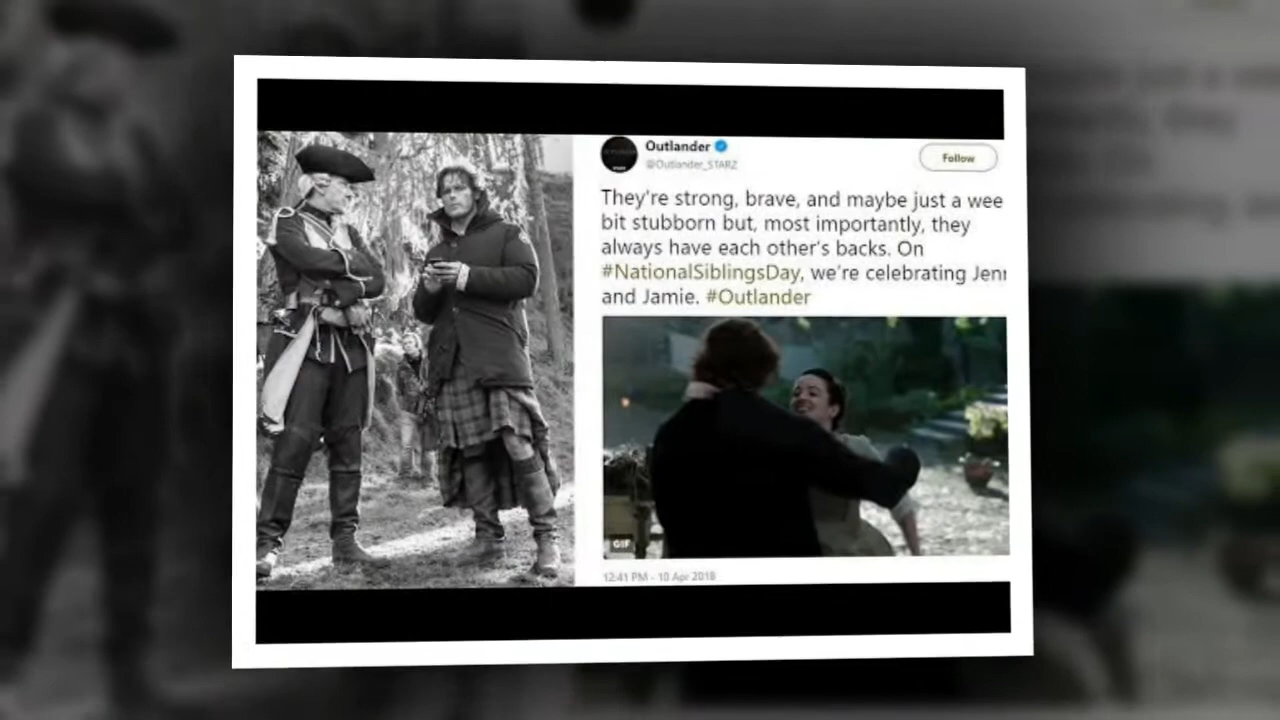 Outlander
@Outlander_STARZ
Follow
They're strong, brave, and maybe just a wee
bit stubborn but, most importantly, they
always have each other's backs. On
#NationalSiblingsDay, we're celebrating Jenn
and Jamie. #Outlander
GIF
12:41 PM - 10 Apr 2018